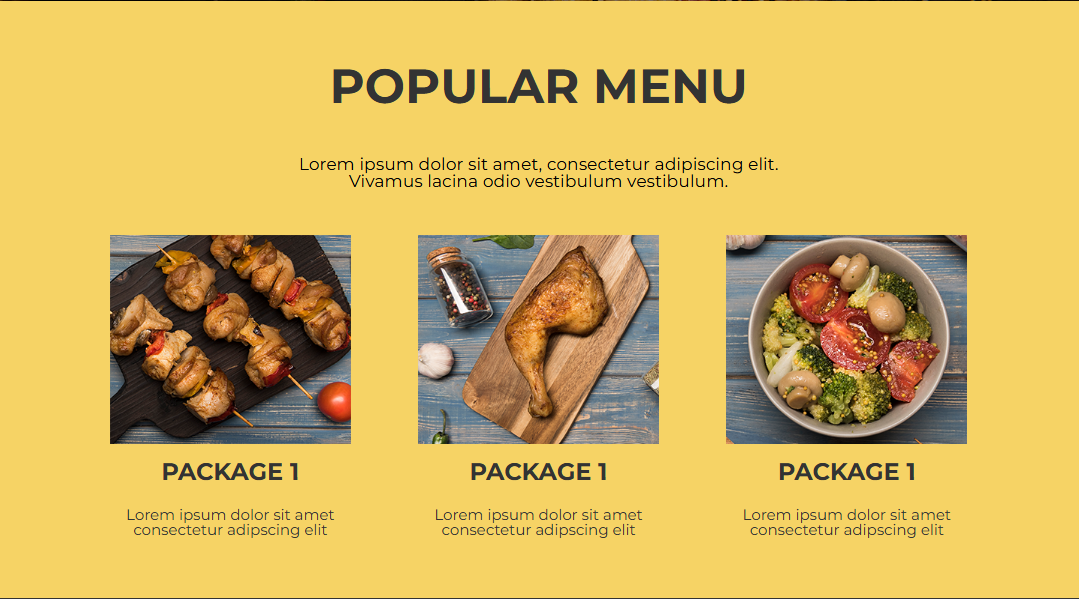 POPULAR MENU
Lorem ipsum dolor sit amet, consectetur adipiscing elit.
Vivamus lacina odio vestibulum vestibulum.
PACKAGE 1
Lorem ipsum dolor sit amet
consectetur adipscing elit
PACKAGE 1
Lorem ipsum dolor sit amet
consectetur adipscing elit
PACKAGE 1
Lorem ipsum dolor sit amet
consectetur adipscing elit